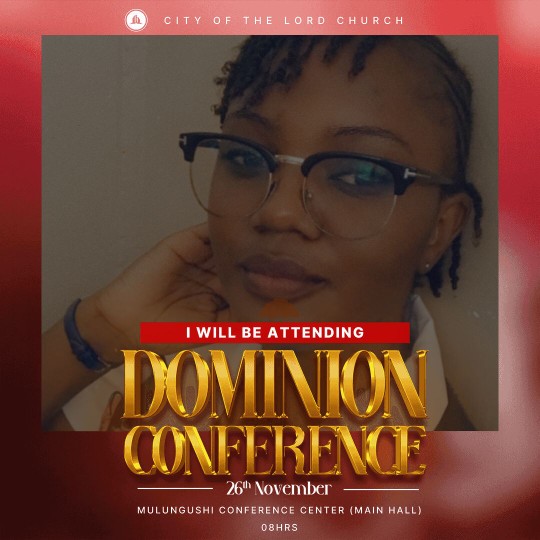 CITY OF THE LORD CHURCH
I WILL BE ATTENDING
DOMINION
CONFERENCE
26th November
MULUNGUSHI CONFERENCE CENTER (MAIN HALL)
08HRS